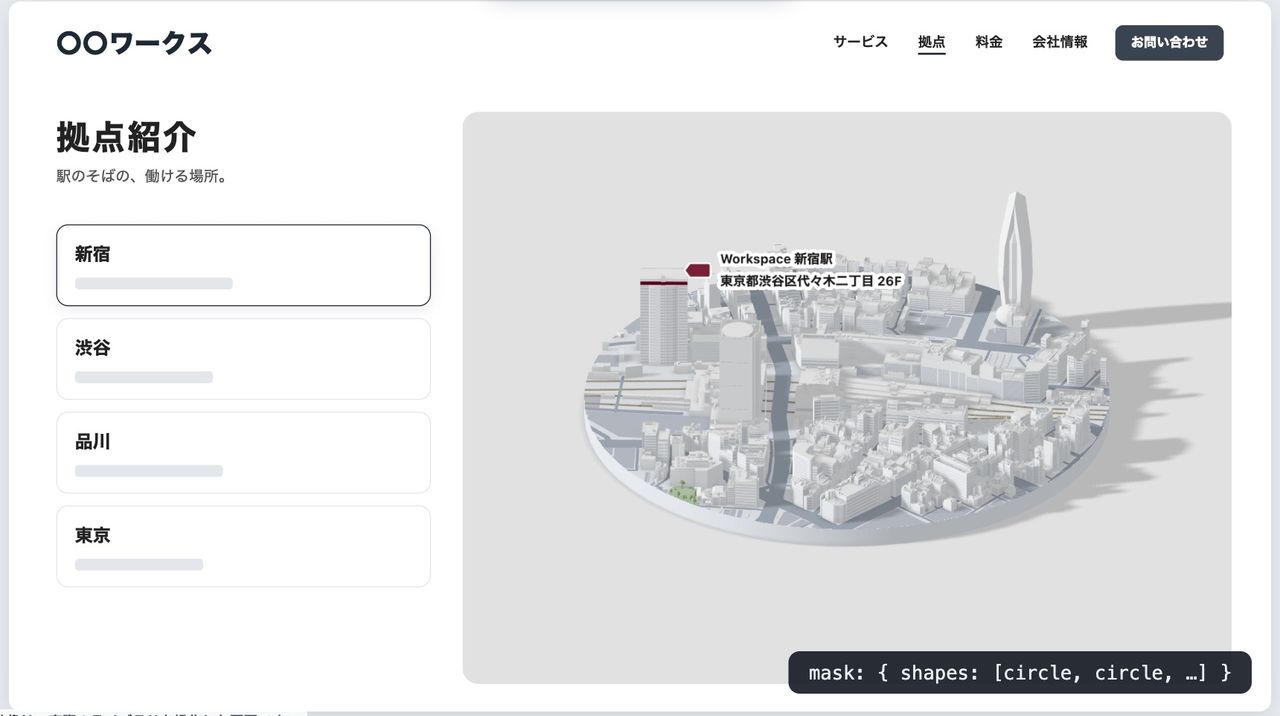 〇〇ワークス
サービス 拠点 料金 会社情報 お問い合わせ
拠点紹介
駅のそばの、働ける場所。
新宿
渋谷
品川
東京
Workspace 新宿駅
東京都渋谷区代々木二丁目 26F
mask: { shapes: [circle, circle, …] }